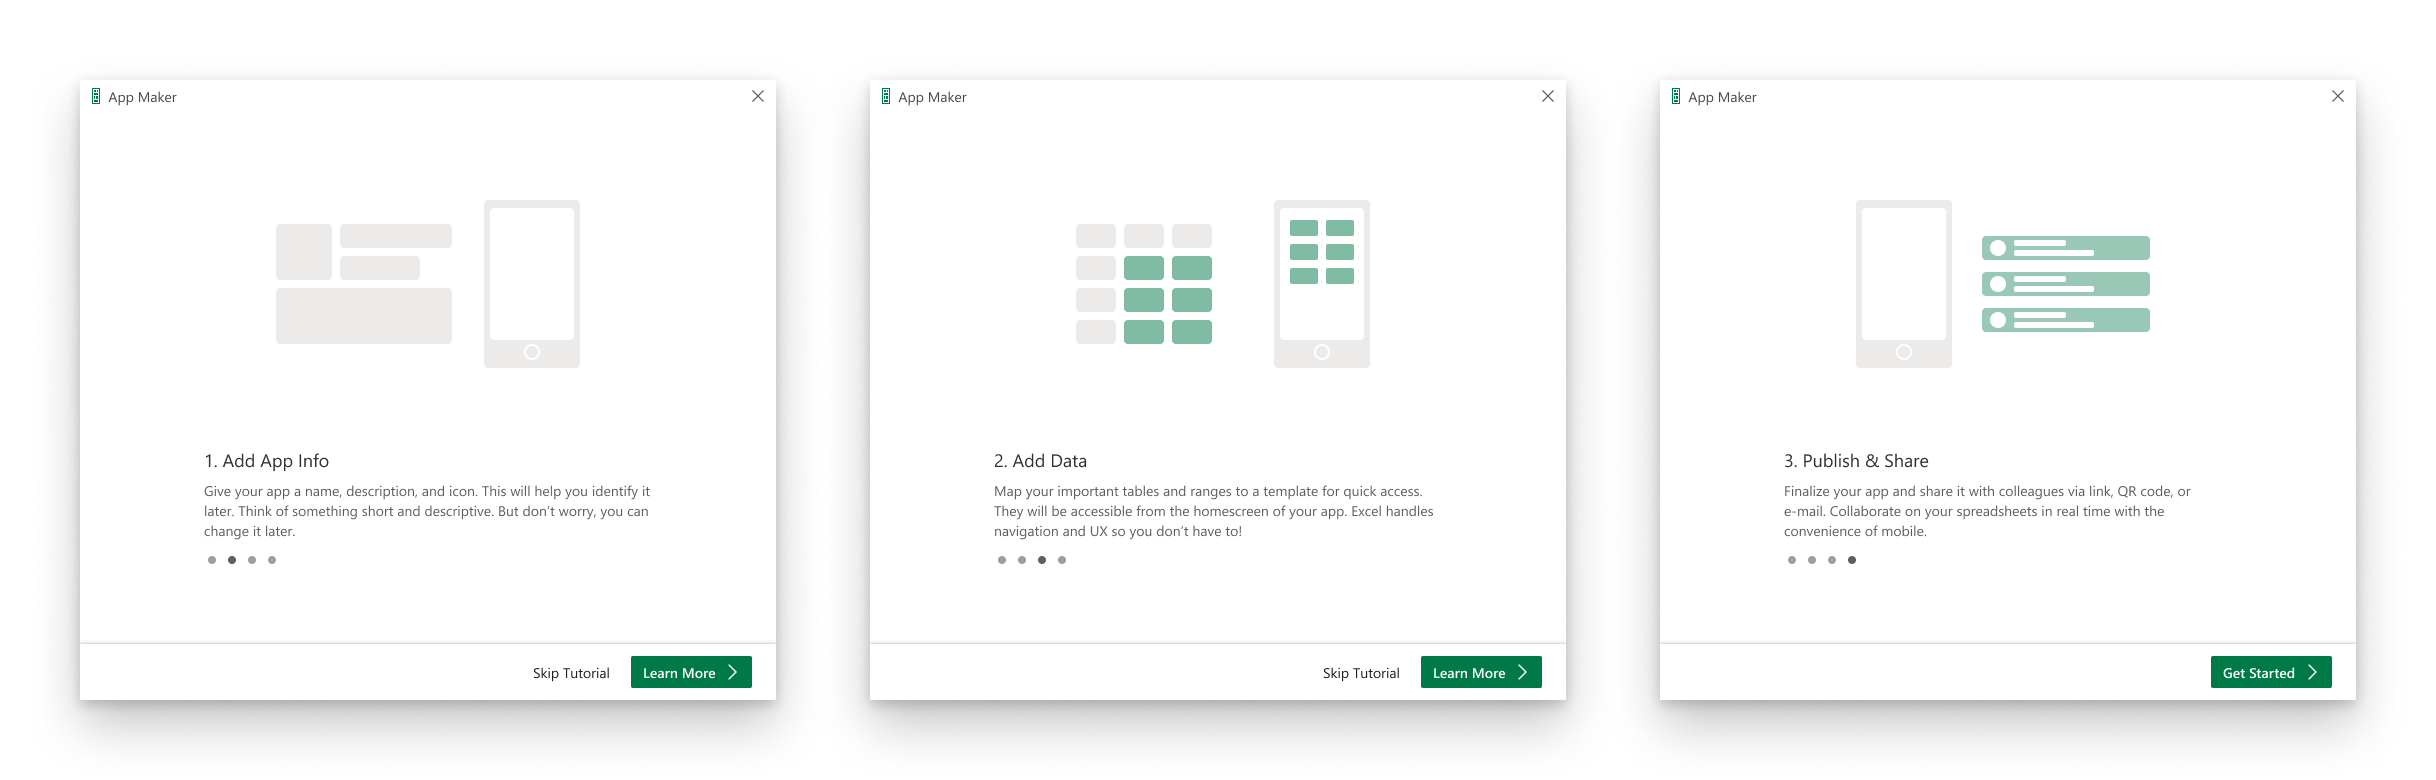 App Maker
1. Add App Info
Give your app a name, description, and icon. This will help you identify it
later. Think of something short and descriptive. But don't worry, you can
change it later.
Skip Tutorial
Learn More
App Maker
2. Add Data
Map your important tables and ranges to a template for quick access.
They will be accessible from the homescreen of your app. Excel handles
navigation and UX so you don't have to!
Skip Tutorial
Learn More
App Maker
3. Publish & Share
Finalize your app and share it with colleagues via link, QR code, or
e-mail. Collaborate on your spreadsheets in real time with the
convenience of mobile.
Get Started